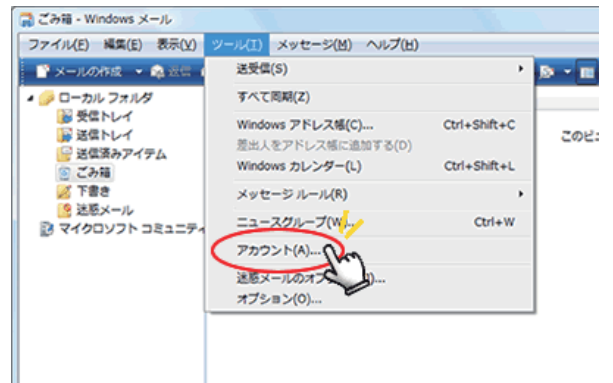 ごみ箱 - Windows メール
ファイル(F) 編集(E) 表示(V) ツール(T) メッセージ(M) ヘルプ(H)
メールの作成 送信
ローカル フォルダ
受信トレイ
送信トレイ
送信済みアイテム
ごみ箱
下書き
迷惑メール
マイクロソフト コミュニティ
送受信(S)
すべて同期(Z)
Windows アドレス帳(C)... Ctrl+Shift+C
差出人をアドレス帳に追加する(D)
Windows カレンダー(L) Ctrl+Shift+L
メッセージ ルール(R)
ニュースグループ(W)... Ctrl+W
アカウント(A)...
迷惑メールのオプ
オプション(O)...
このビ